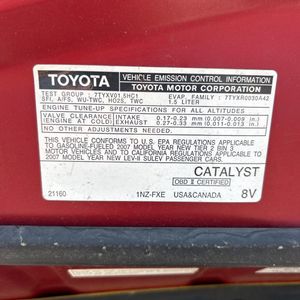 TOYOTA VEHICLE EMISSION CONTROL INFORMATION
TOYOTA MOTOR CORPORATION
TEST GROUP : 7TYXV01.5HC1 EVAP. FAMILY : 7TYXR0030A42
SFI, A/FS, WU-TWC, HO2S, TWC 1.5 LITER
ENGINE TUNE-UP SPECIFICATIONS FOR ALL ALTITUDES
VALVE CLEARANCE INTAKE 0.17-0.23 mm (0.007-0.009 in.)
(ENGINE AT COLD) EXHAUST 0.27-0.33 mm (0.011-0.013 in.)
NO OTHER ADJUSTMENTS NEEDED.
THIS VEHICLE CONFORMS TO U.S. EPA REGULATIONS APPLICABLE
TO GASOLINE-FUELED 2007 MODEL YEAR NEW TIER 2 BIN 3
MOTOR VEHICLES AND TO CALIFORNIA REGULATIONS APPLICABLE TO
2007 MODEL YEAR NEW LEV-II SULEV PASSENGER CARS.
CATALYST
OBD II CERTIFIED
21160 1NZ-FXE USA&CANADA 8V